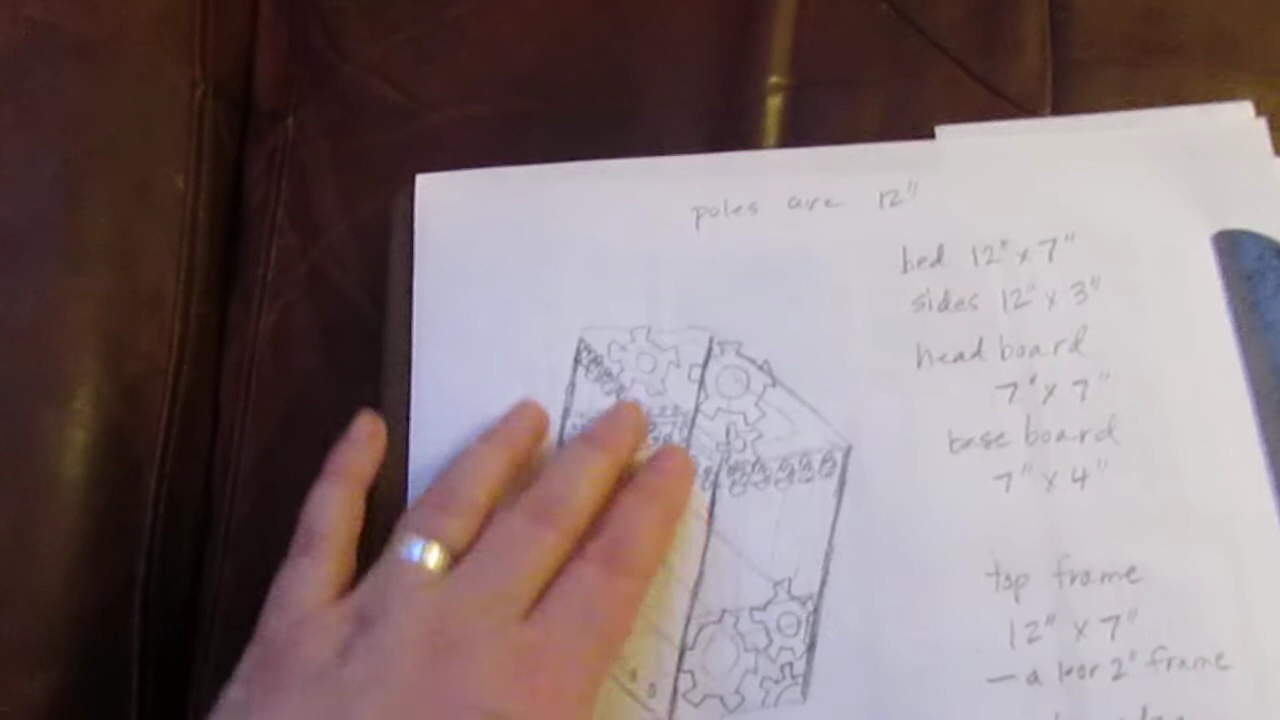 poles are 12"
bed 12" x 7"
sides 12" x 3"
head board
7" x 7"
base board
7" x 4"
top frame
12" x 7"
— a 1 or 2" frame